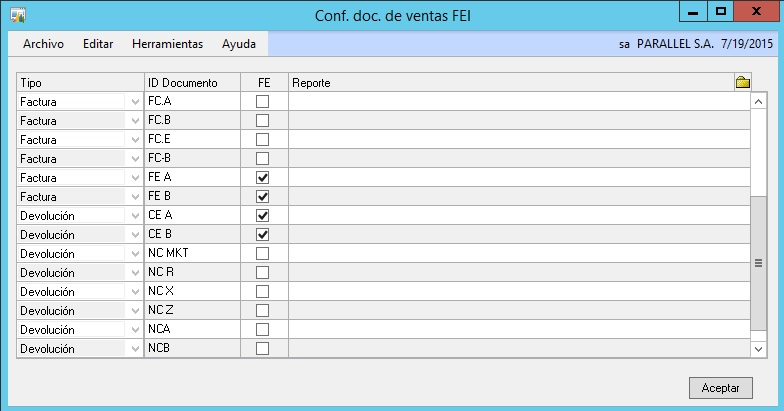 Conf. doc. de ventas FEI
Archivo Editar Herramientas Ayuda sa PARALLEL S.A. 7/19/2015
Tipo ID Documento FE Reporte
Factura FC.A
Factura FC.B
Factura FC.E
Factura FC-B
Factura FE A
Factura FE B
Devolución CE A
Devolución CE B
Devolución NC MKT
Devolución NC R
Devolución NC X
Devolución NC Z
Devolución NCA
Devolución NCB
Aceptar